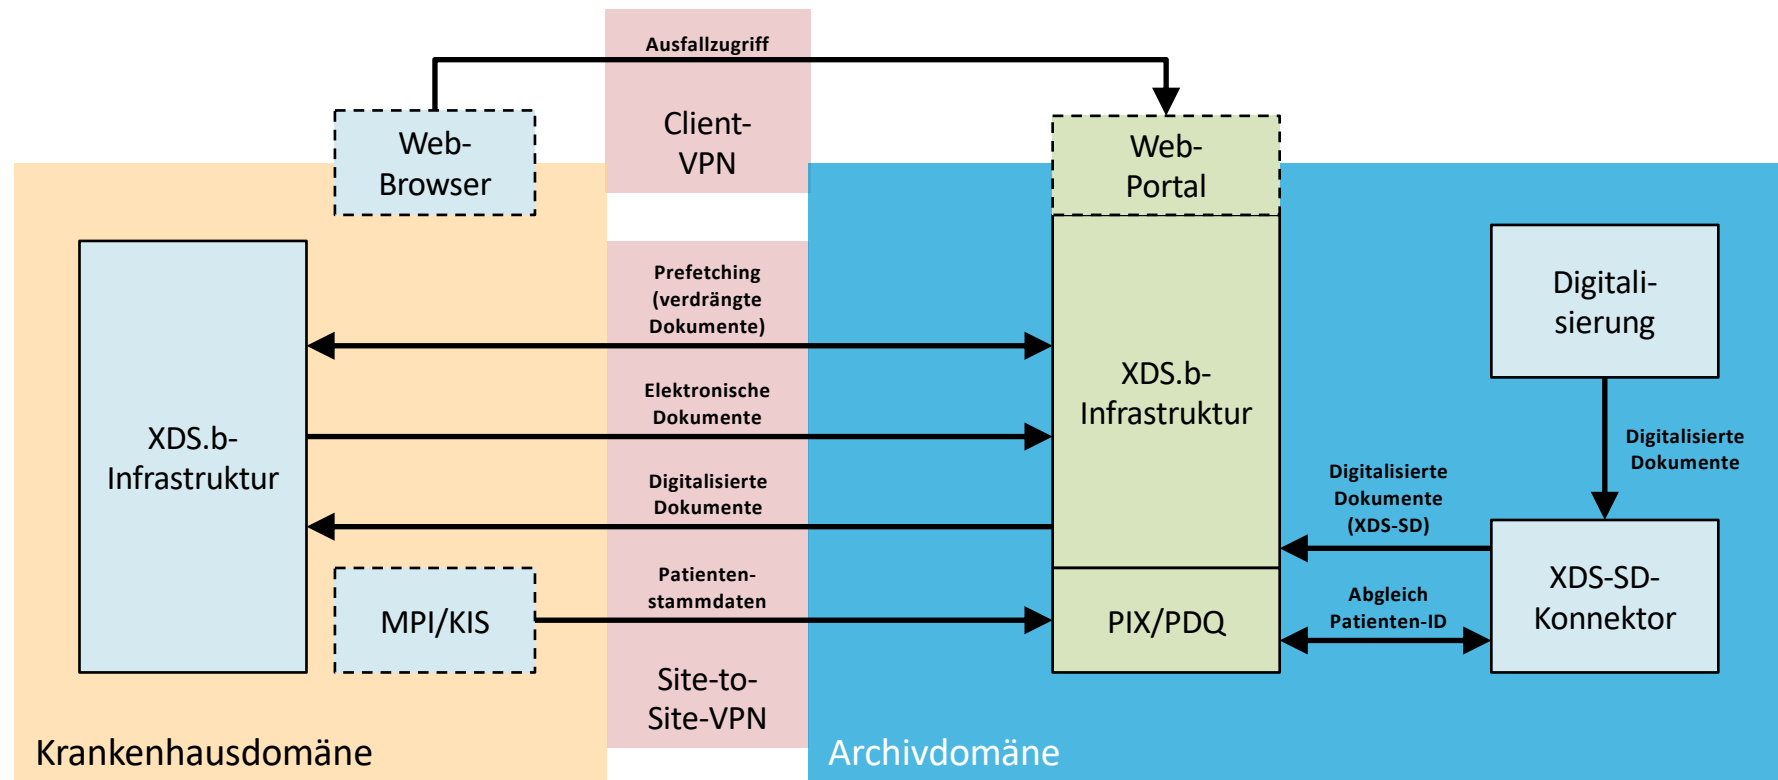 Ausfallzugriff
Web-
Browser
Client-
VPN
Web-
Portal
XDS.b-
Infrastruktur
Prefetching
(verdrängte
Dokumente)
Elektronische
Dokumente
Digitalisierte
Dokumente
MPI/KIS
Patienten-
stammdaten
Site-to-
Site-VPN
XDS.b-
Infrastruktur
PIX/PDQ
Digitali-
sierung
Digitalisierte
Dokumente
Digitalisierte
Dokumente
(XDS-SD)
Abgleich
Patienten-ID
XDS-SD-
Konnektor
Krankenhausdomäne
Archivdomäne